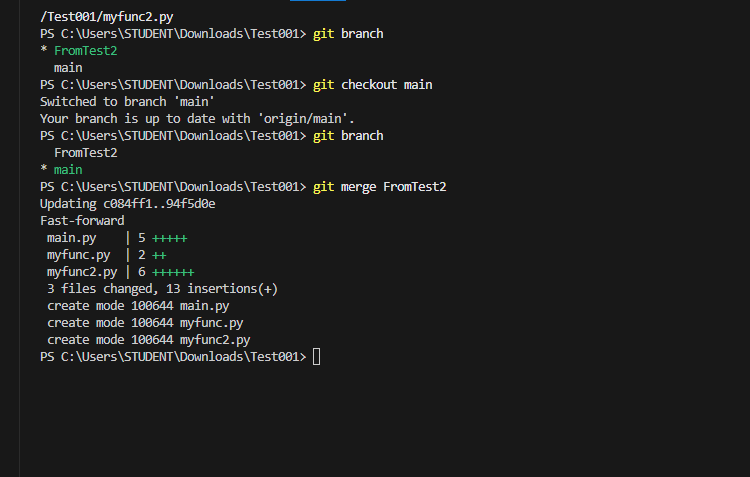 /Test001/myfunc2.py
PS C:\Users\STUDENT\Downloads\Test001> git branch
* FromTest2
  main
PS C:\Users\STUDENT\Downloads\Test001> git checkout main
Switched to branch 'main'
Your branch is up to date with 'origin/main'.
PS C:\Users\STUDENT\Downloads\Test001> git branch
  FromTest2
* main
PS C:\Users\STUDENT\Downloads\Test001> git merge FromTest2
Updating c084ff1..94f5d0e
Fast-forward
 main.py    | 5 +++++
 myfunc.py  | 2 ++
 myfunc2.py | 6 ++++++
 3 files changed, 13 insertions(+)
 create mode 100644 main.py
 create mode 100644 myfunc.py
 create mode 100644 myfunc2.py
PS C:\Users\STUDENT\Downloads\Test001>